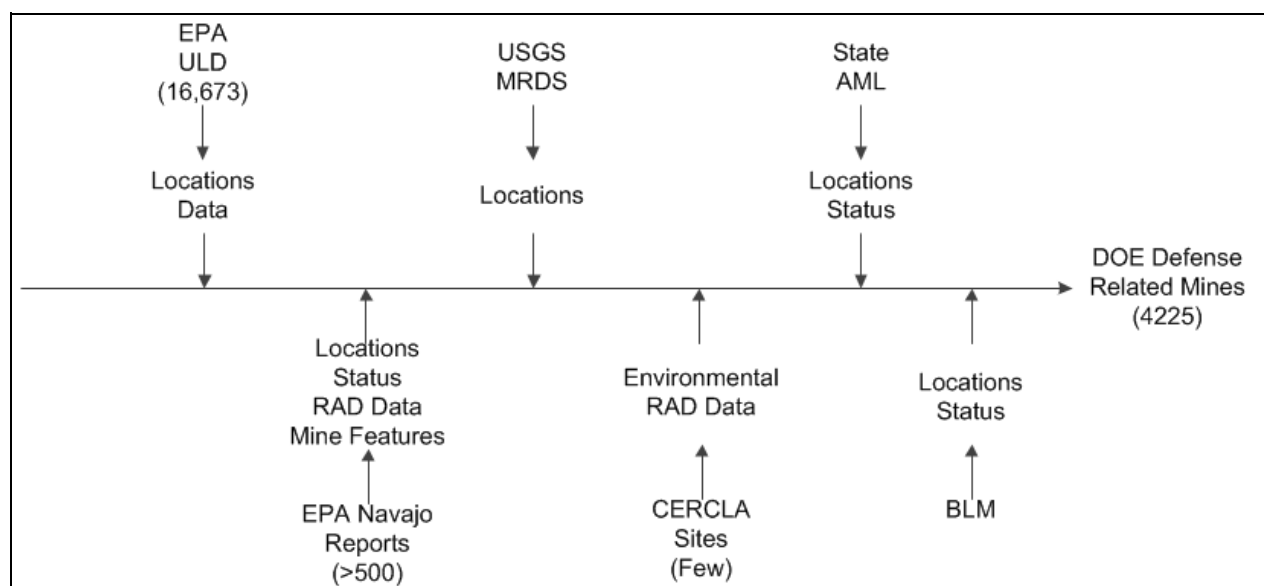 EPA
ULD
(16,673)
Locations
Data
USGS
MRDS
Locations
State
AML
Locations
Status
DOE Defense
Related Mines
(4225)
Locations
Status
RAD Data
Mine Features
EPA Navajo
Reports
(>500)
Environmental
RAD Data
CERCLA
Sites
(Few)
Locations
Status
BLM